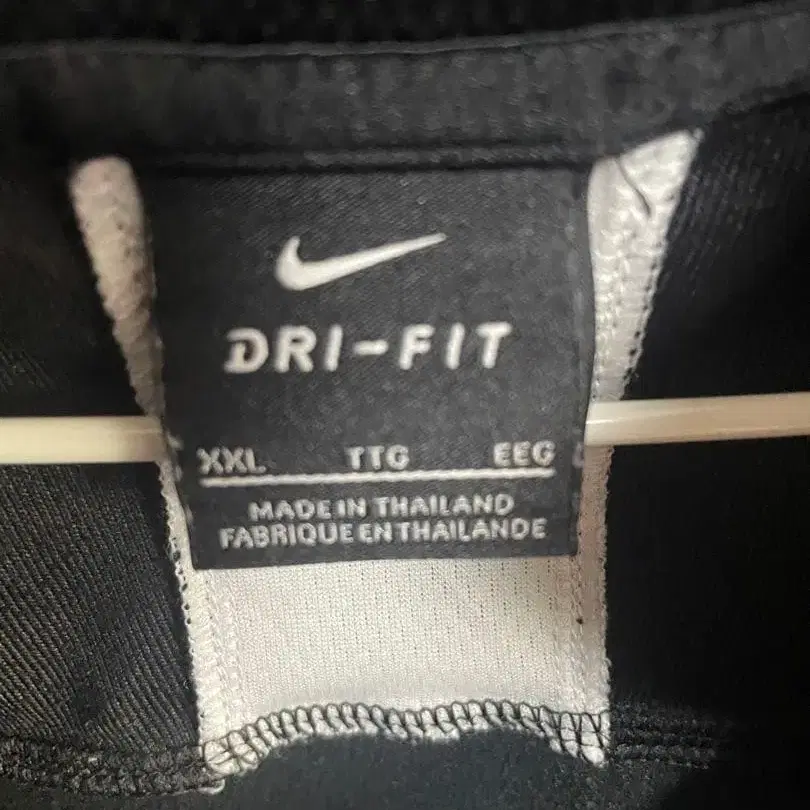 DRI-FIT
XXL TTG EEG
MADE IN THAILAND
FABRIQUE EN THAILANDE